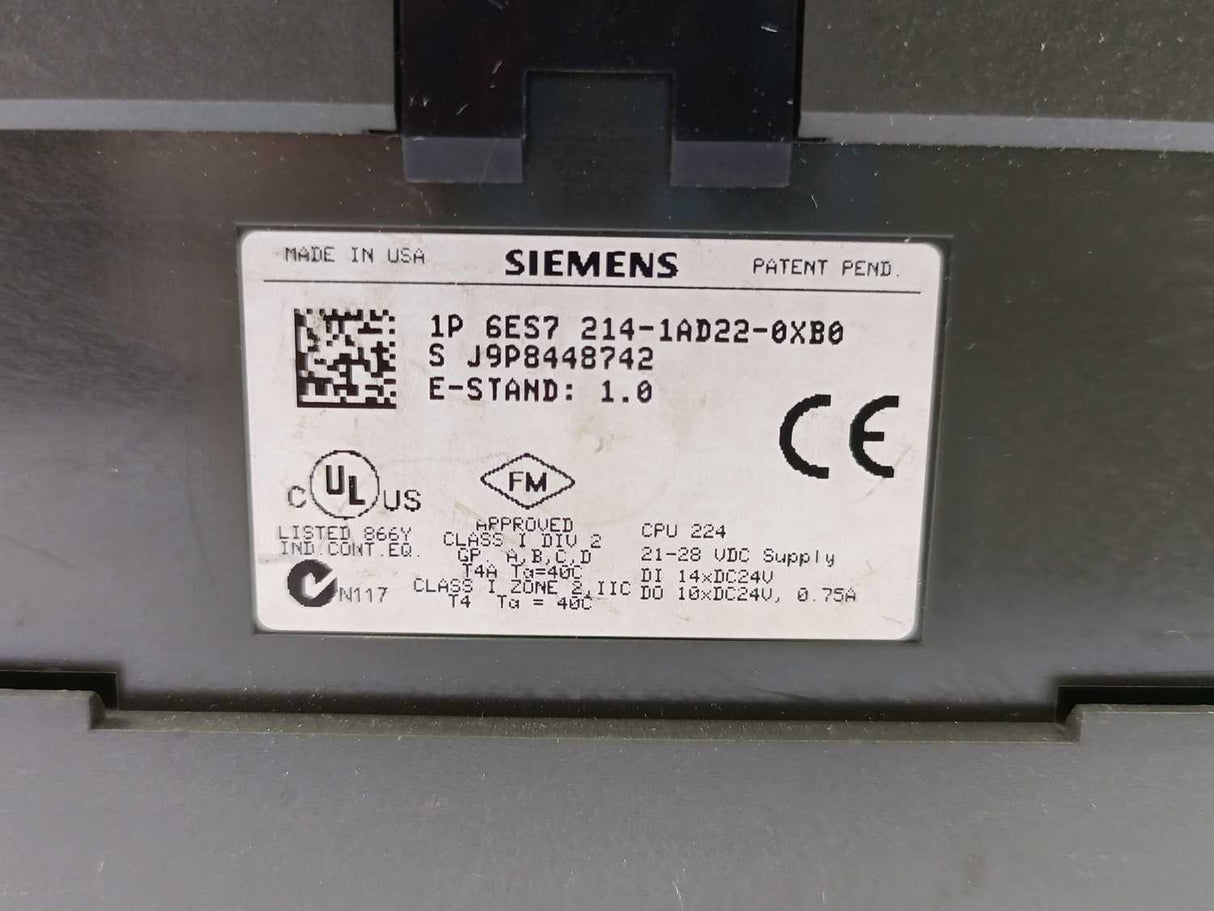 MADE IN USA SIEMENS PATENT PEND.
1P 6ES7 214-1AD22-0XB0
S J9P8448742
E-STAND: 1.0
CE
C UL US
LISTED 866Y
IND.CONT.EQ.
N117
FM
APPROVED
CLASS I DIV 2
GP A,B,C,D
T4A Ta=40C
CLASS I ZONE 2,IIC
T4 Ta = 40C
CPU 224
21-28 VDC Supply
DI 14xDC24V
DO 10xDC24V, 0.75A